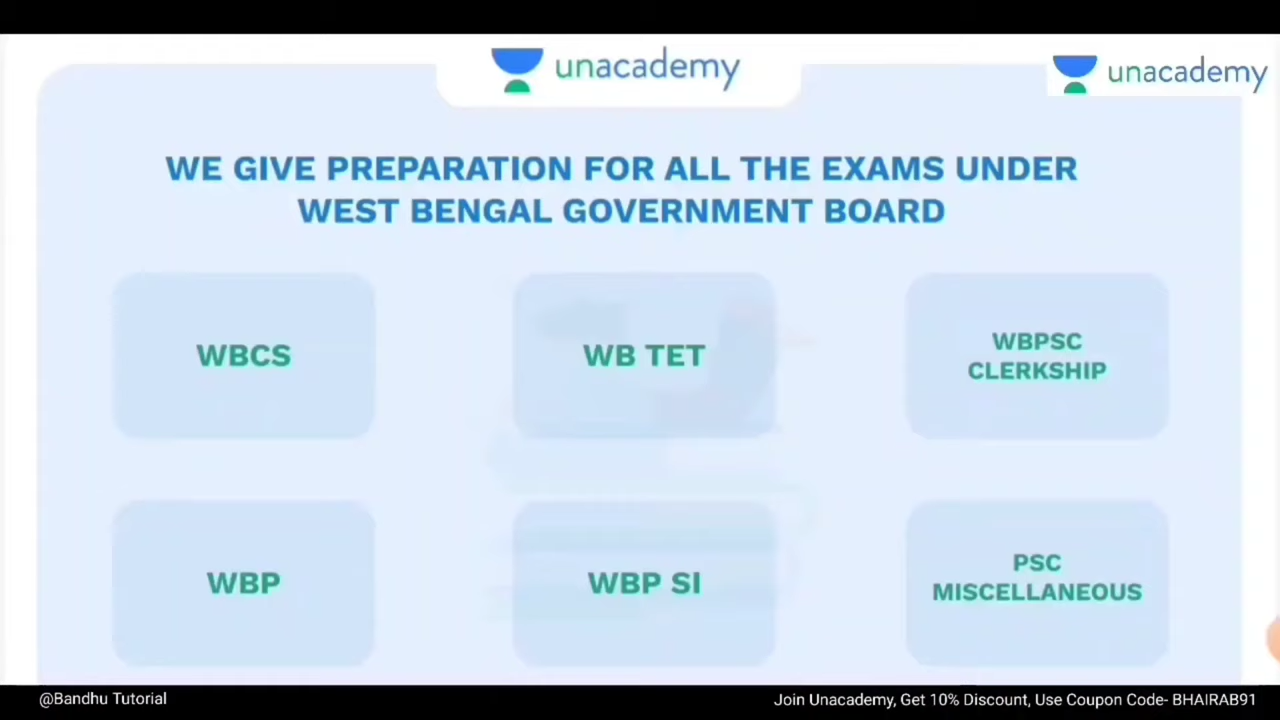 unacademy
unacademy
WE GIVE PREPARATION FOR ALL THE EXAMS UNDER
WEST BENGAL GOVERNMENT BOARD
WBCS
WB TET
WBPSC
CLERKSHIP
WBP
WBP SI
PSC
MISCELLANEOUS
@Bandhu Tutorial
Join Unacademy, Get 10% Discount, Use Coupon Code- BHAIRAB91